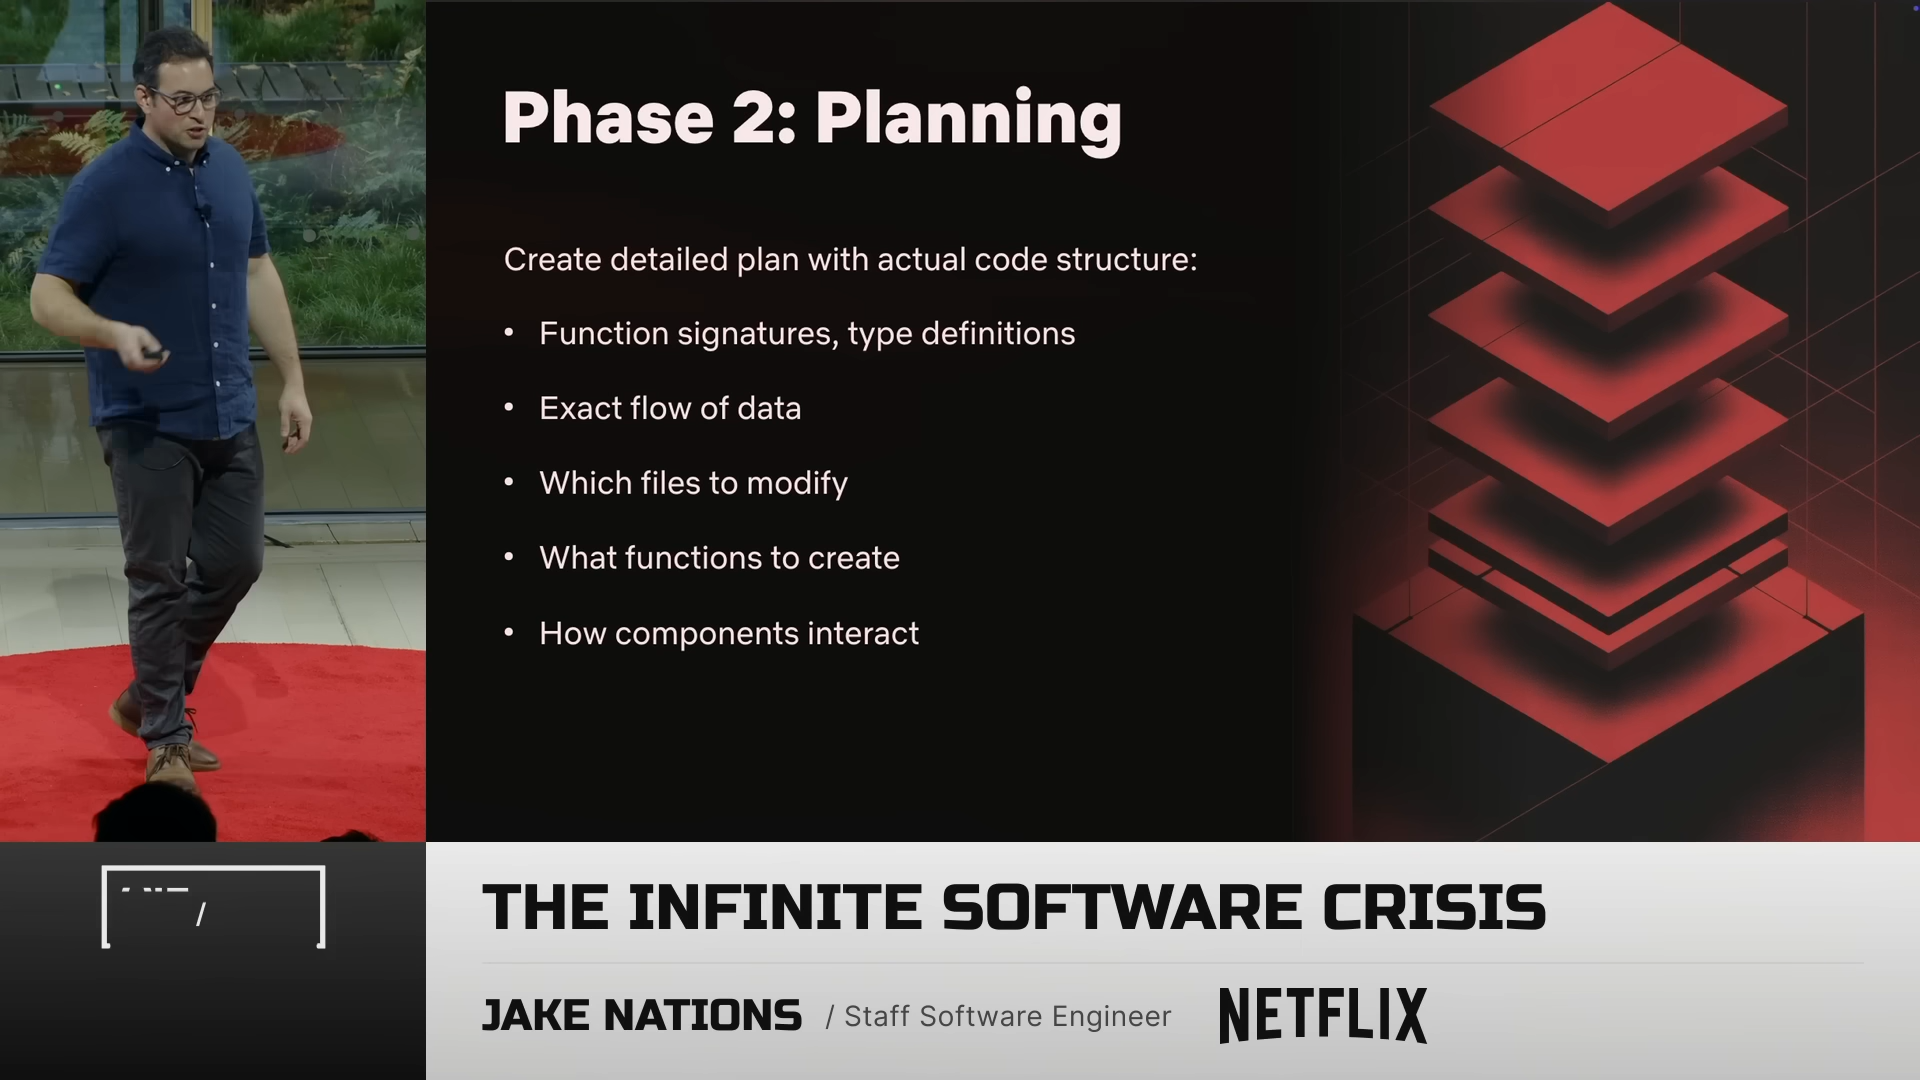 Phase 2: Planning
Create detailed plan with actual code structure:
• Function signatures, type definitions
• Exact flow of data
• Which files to modify
• What functions to create
• How components interact
/
THE INFINITE SOFTWARE CRISIS
JAKE NATIONS / Staff Software Engineer NETFLIX